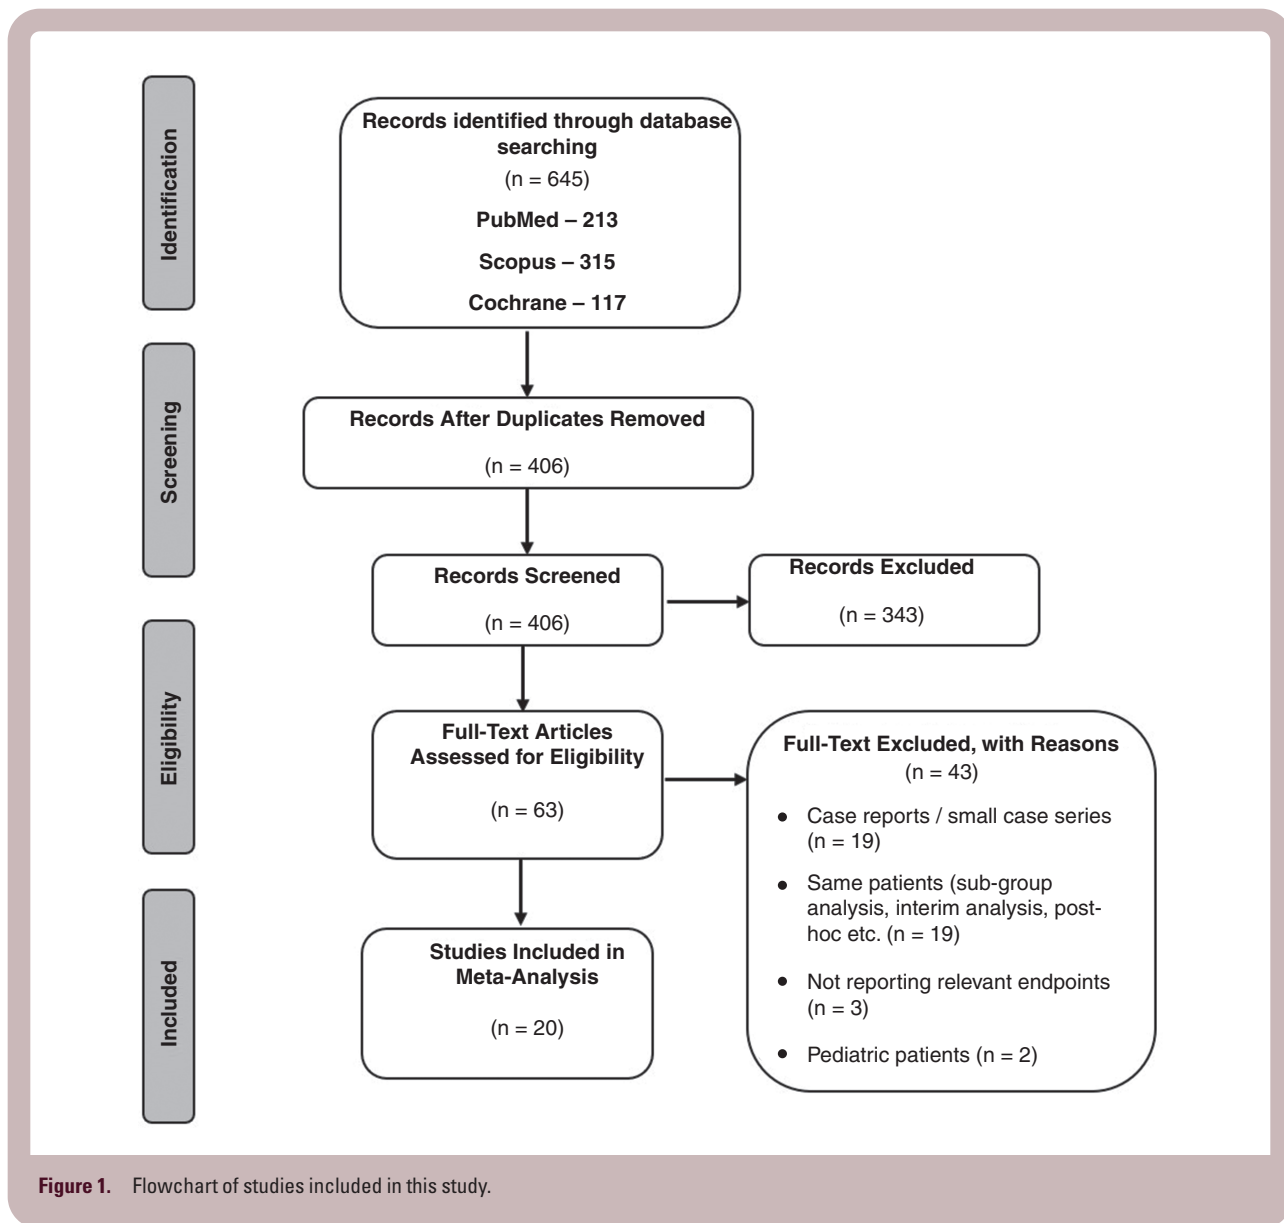 Identification
Records identified through database
searching
(n = 645)
PubMed – 213
Scopus – 315
Cochrane – 117
Screening
Records After Duplicates Removed
(n = 406)
Records Screened
(n = 406)
Records Excluded
(n = 343)
Eligibility
Full-Text Articles
Assessed for Eligibility
(n = 63)
Full-Text Excluded, with Reasons
(n = 43)
• Case reports / small case series
(n = 19)
• Same patients (sub-group
analysis, interim analysis, post-
hoc etc. (n = 19)
• Not reporting relevant endpoints
(n = 3)
• Pediatric patients (n = 2)
Included
Studies Included in
Meta-Analysis
(n = 20)
Figure 1. Flowchart of studies included in this study.